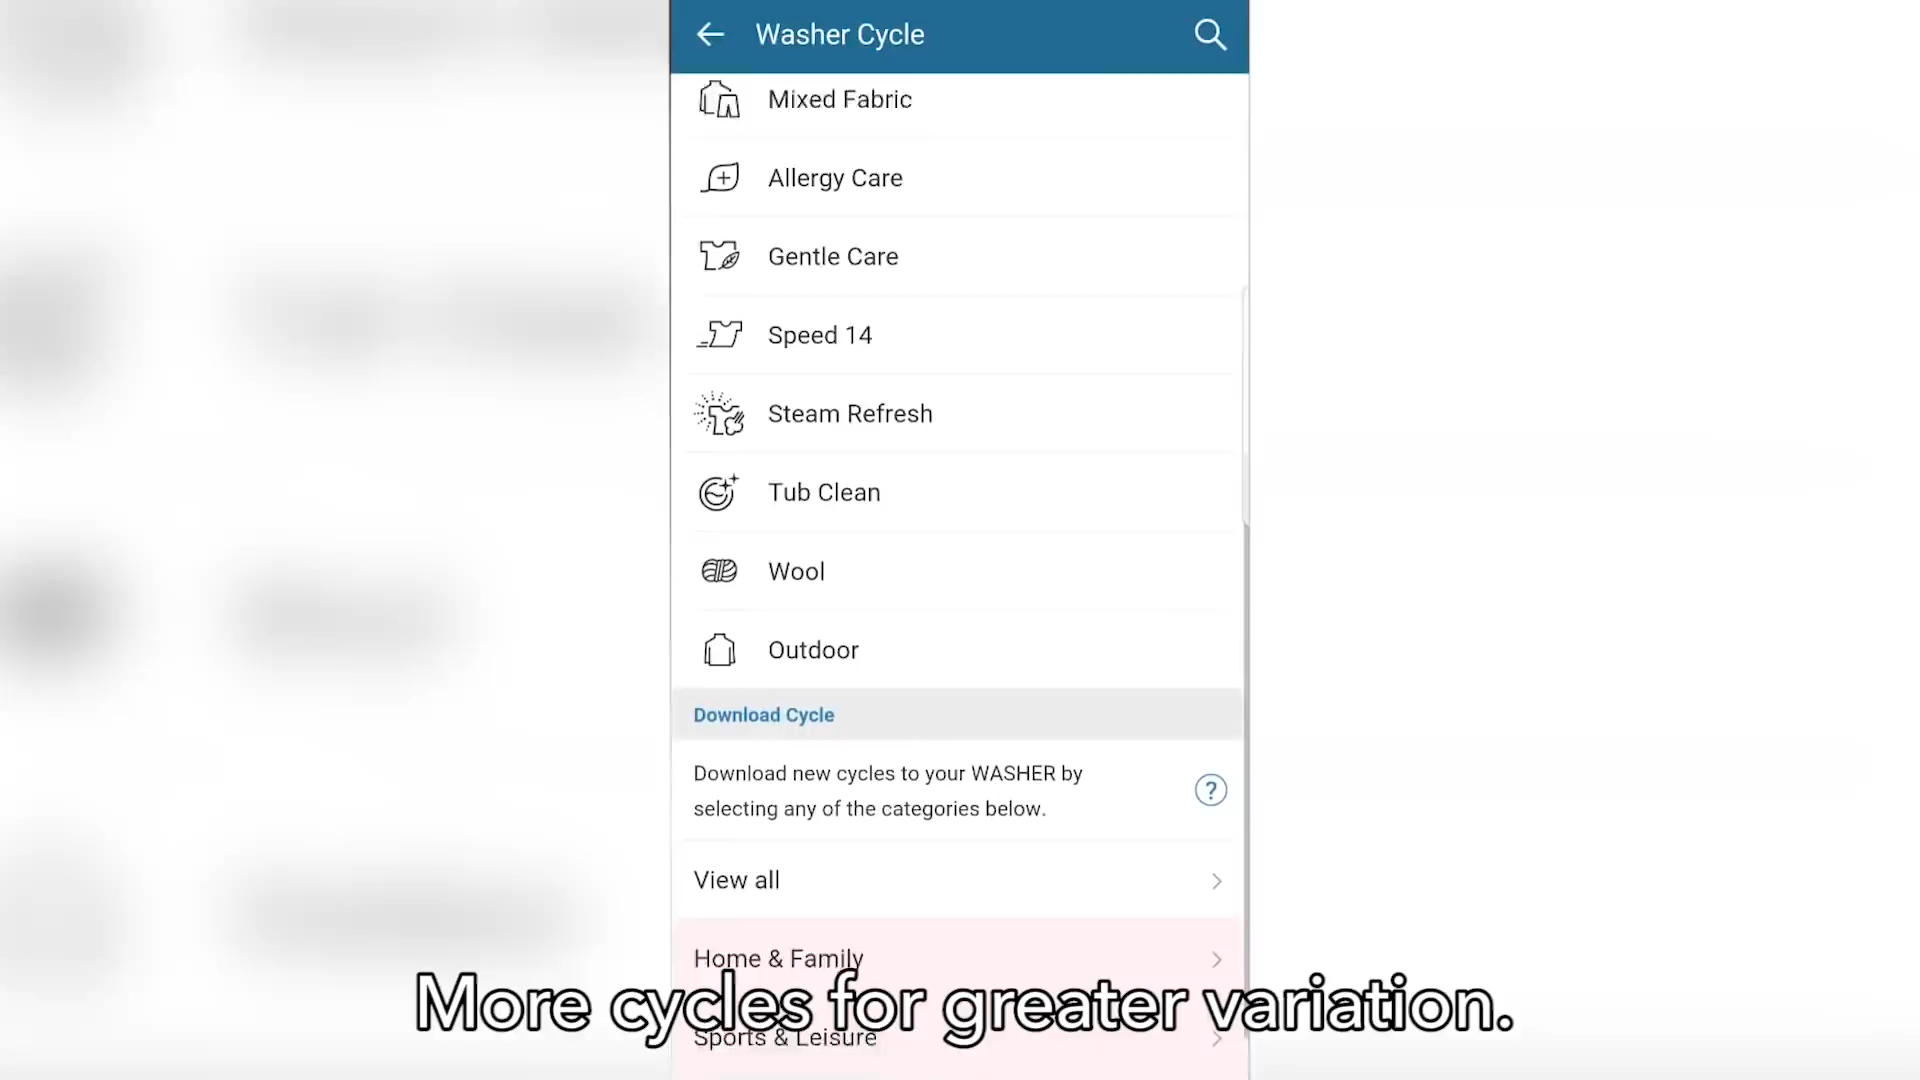 Washer Cycle
Mixed Fabric
Allergy Care
Gentle Care
Speed 14
Steam Refresh
Tub Clean
Wool
Outdoor
Download Cycle
Download new cycles to your WASHER by
selecting any of the categories below.
?
View all
Home & Family
More cycles for greater variation.
Sports & Leisure